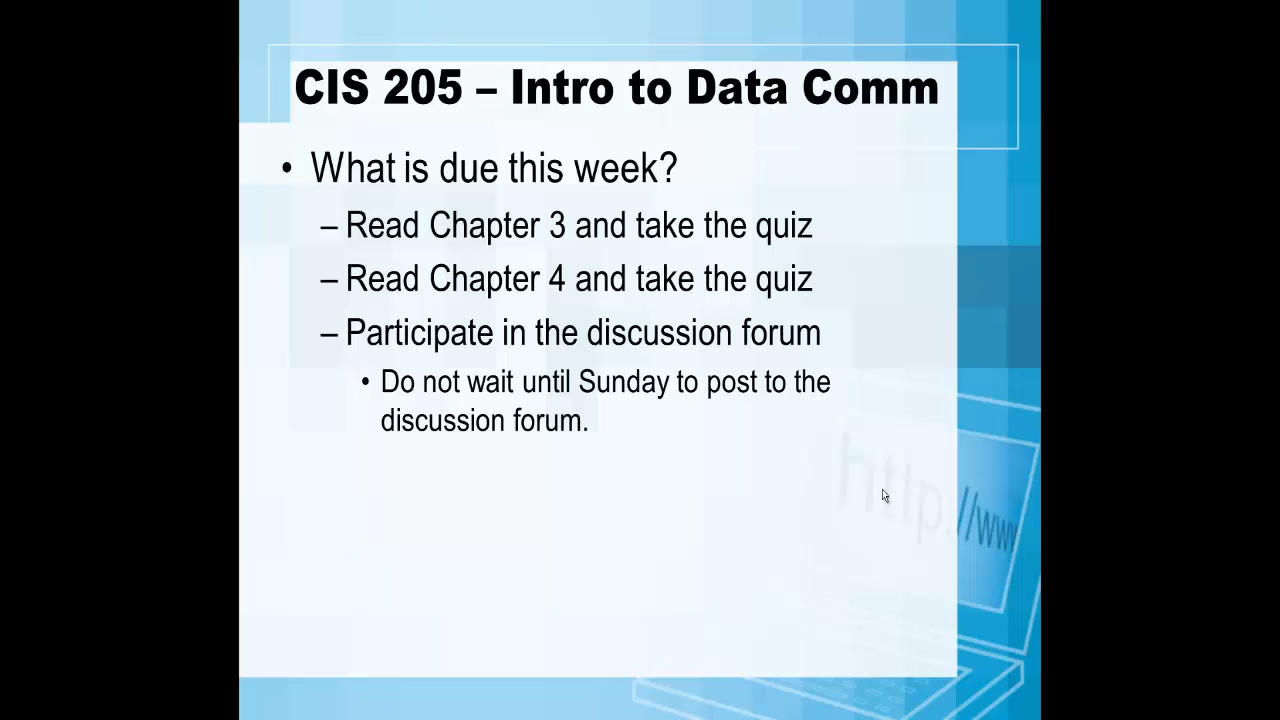 CIS 205 – Intro to Data Comm
• What is due this week?
– Read Chapter 3 and take the quiz
– Read Chapter 4 and take the quiz
– Participate in the discussion forum
• Do not wait until Sunday to post to the
discussion forum.
http://www